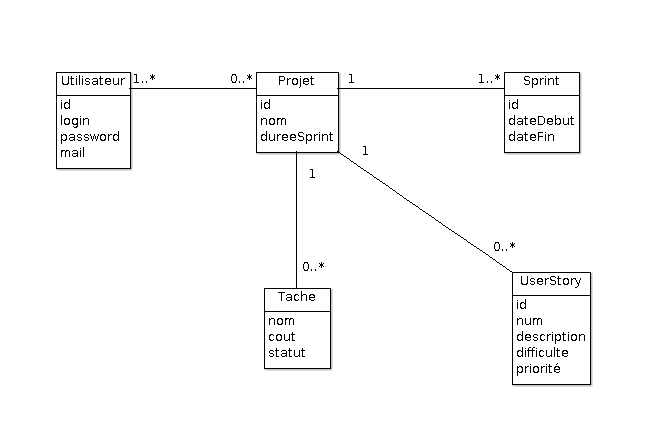 Utilisateur
id
login
password
mail
1..*
0..*
Projet
id
nom
dureeSprint
1
1..*
Sprint
id
dateDebut
dateFin
1
0..*
Tache
nom
cout
statut
1
0..*
UserStory
id
num
description
difficulte
priorité